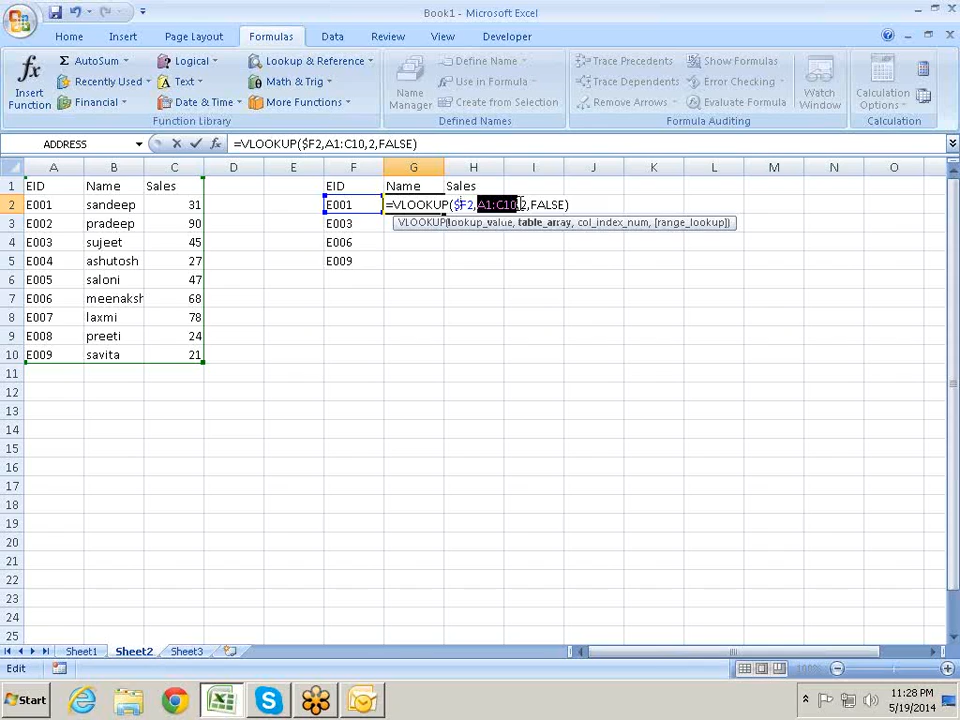 Book1 - Microsoft Excel
Home Insert Page Layout Formulas Data Review View Developer
fx Σ AutoSum Logical Lookup & Reference Define Name Trace Precedents Show Formulas
Recently Used Text Math & Trig Use in Formula Trace Dependents Error Checking
Insert Function Financial Date & Time More Functions Name Manager Create from Selection Remove Arrows Evaluate Formula Watch Window Calculation Options
Function Library Defined Names Formula Auditing Calculation
ADDRESS fx =VLOOKUP($F2,A1:C10,2,FALSE)
A B C D E F G H I J K L M N O
1 EID Name Sales EID Name Sales
2 E001 sandeep 31 E001 =VLOOKUP($F2,A1:C10,2,FALSE)
3 E002 pradeep 90 E003 VLOOKUP(lookup_value, table_array, col_index_num, [range_lookup])
4 E003 sujeet 45 E006
5 E004 ashutosh 27 E009
6 E005 saloni 47
7 E006 meenaksh 68
8 E007 laxmi 78
9 E008 preeti 24
10 E009 savita 21
11
12
13
14
15
16
17
18
19
20
21
22
23
24
25
Sheet1 Sheet2 Sheet3
Edit 100%
Start 11:28 PM
5/19/2014